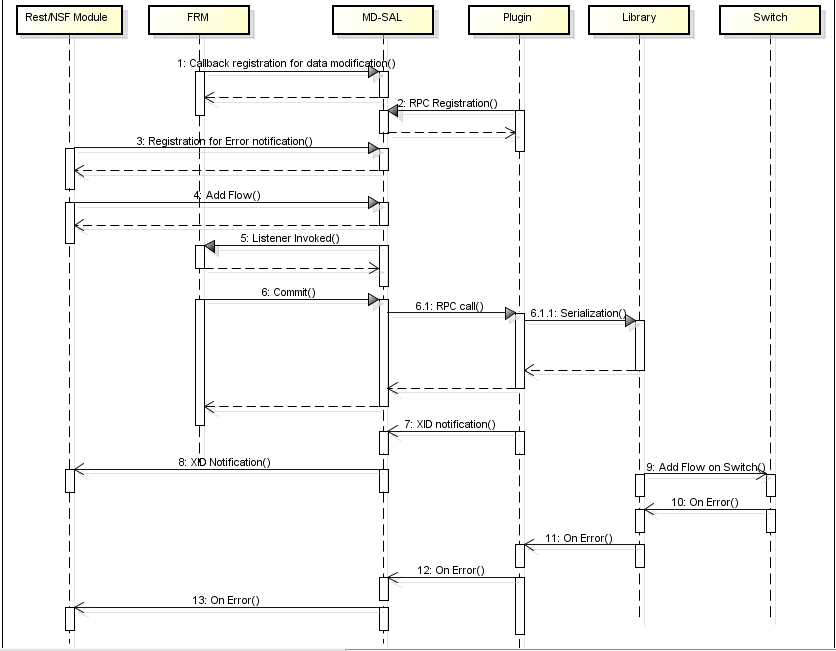 Rest/NSF Module
FRM
MD-SAL
Plugin
Library
Switch
1: Callback registration for data modification()
2: RPC Registration()
3: Registration for Error notification()
4: Add Flow()
5: Listener Invoked()
6: Commit()
6.1: RPC call()
6.1.1: Serialization()
7: XID notification()
8: XID Notification()
9: Add Flow on Switch()
10: On Error()
11: On Error()
12: On Error()
13: On Error()